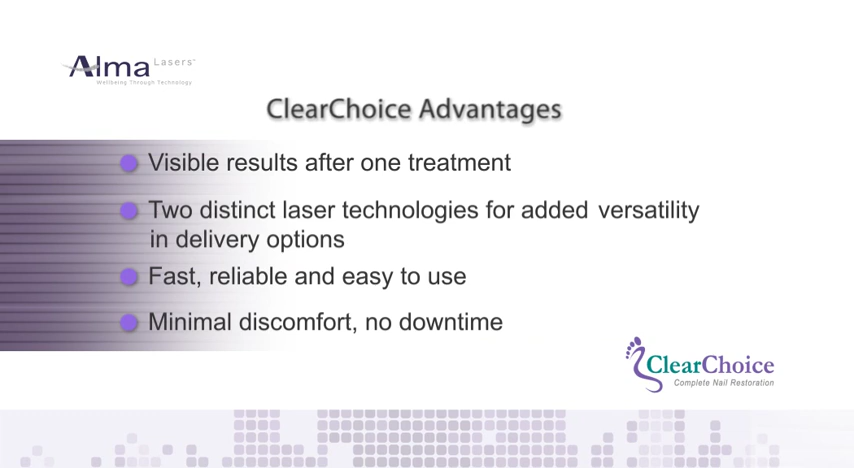 Alma Lasers
Wellbeing Through Technology
ClearChoice Advantages
Visible results after one treatment
Two distinct laser technologies for added versatility
in delivery options
Fast, reliable and easy to use
Minimal discomfort, no downtime
ClearChoice
Complete Nail Restoration